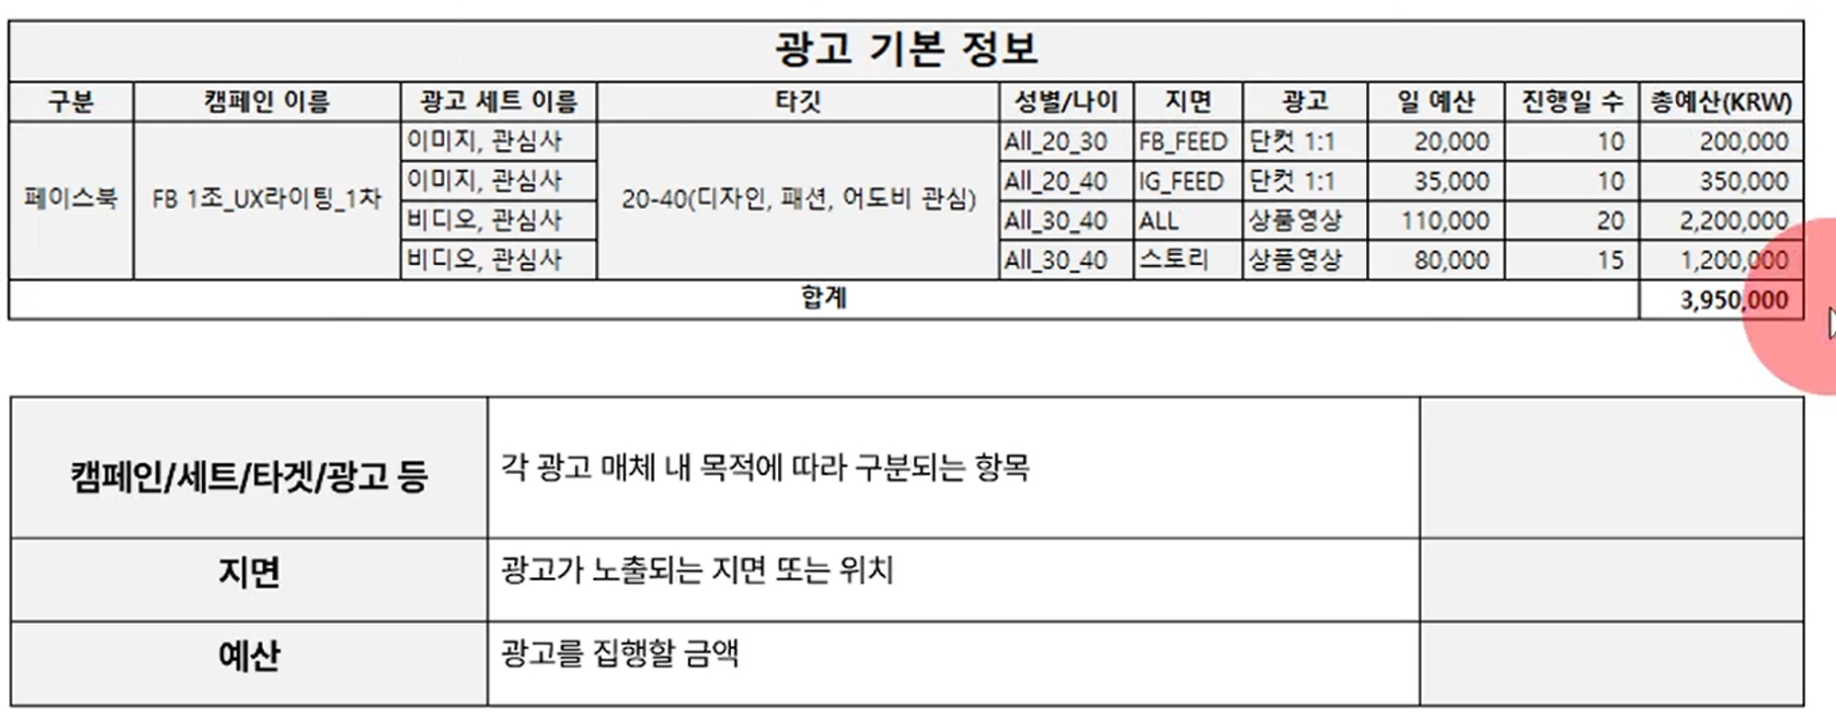 광고 기본 정보
구분 캠페인 이름 광고 세트 이름 타깃 성별/나이 지면 광고 일 예산 진행일 수 총예산(KRW)
페이스북 FB 1조_UX라이팅_1차 이미지, 관심사 20-40(디자인, 패션, 어도비 관심) All_20_30 FB_FEED 단컷 1:1 20,000 10 200,000
이미지, 관심사 All_20_40 IG_FEED 단컷 1:1 35,000 10 350,000
비디오, 관심사 All_30_40 ALL 상품영상 110,000 20 2,200,000
비디오, 관심사 All_30_40 스토리 상품영상 80,000 15 1,200,000
합계 3,950,000
캠페인/세트/타겟/광고 등 각 광고 매체 내 목적에 따라 구분되는 항목
지면 광고가 노출되는 지면 또는 위치
예산 광고를 집행할 금액